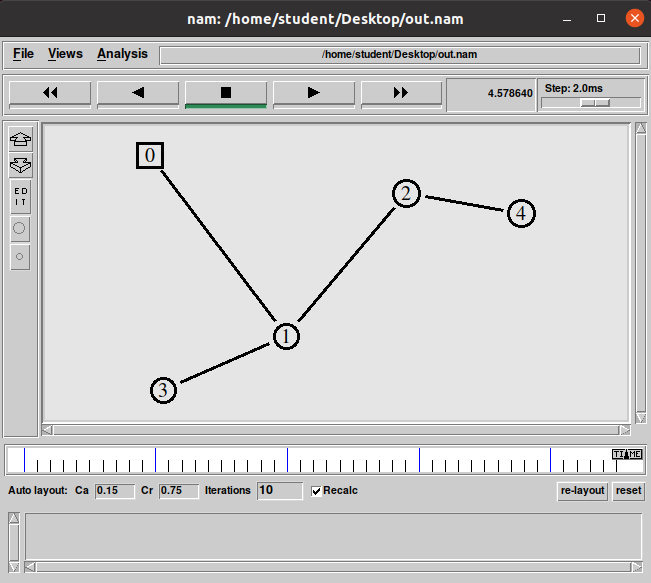 nam: /home/student/Desktop/out.nam
File Views Analysis /home/student/Desktop/out.nam
4.578640 Step: 2.0ms
ED
IT
0
2
4
1
3
TIME
Auto layout: Ca 0.15 Cr 0.75 Iterations 10 Recalc re-layout reset